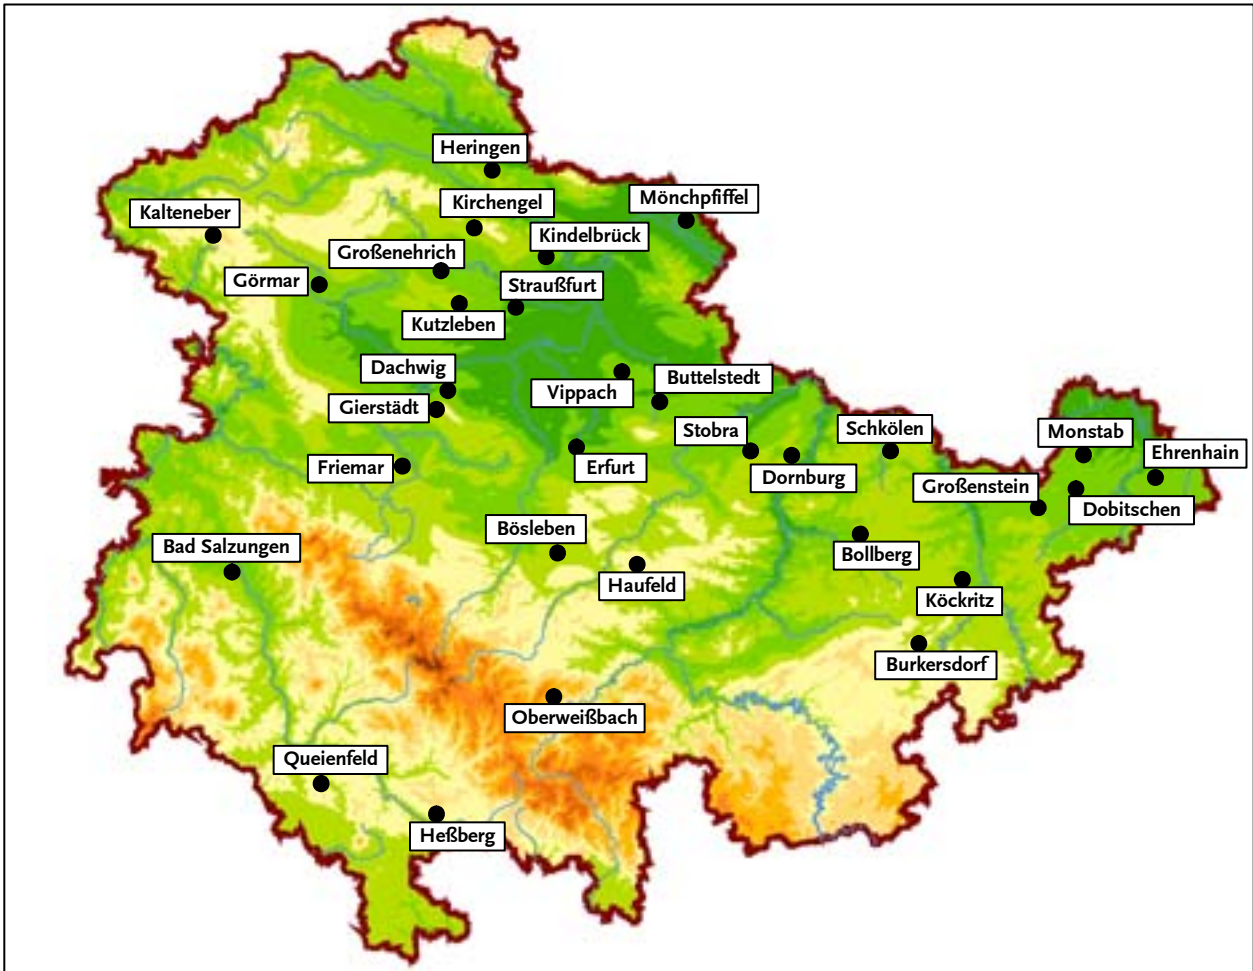 Heringen
Mönchpfiffel
Kirchengel
Kalteneber
Kindelbrück
Großenehrich
Görmar
Straußfurt
Kutzleben
Dachwig
Buttelstedt
Vippach
Gierstädt
Schkölen
Stobra
Monstab
Ehrenhain
Friemar
Erfurt
Dornburg
Großenstein
Dobitschen
Bösleben
Bad Salzungen
Bollberg
Haufeld
Köckritz
Burkersdorf
Oberweißbach
Queienfeld
Heßberg